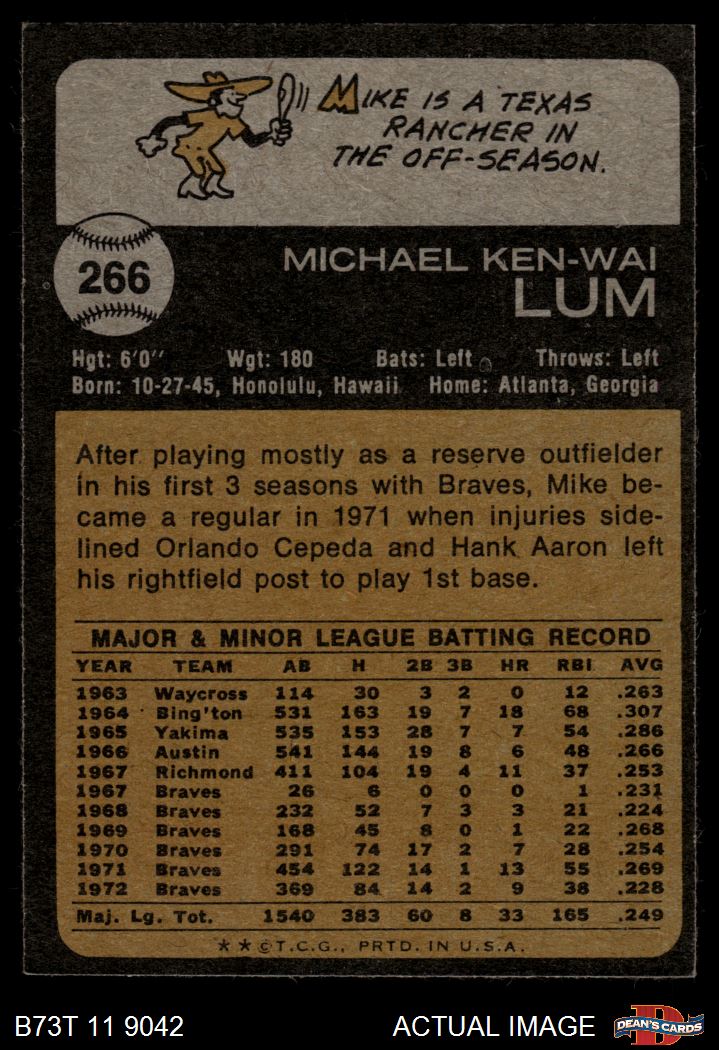 MIKE IS A TEXAS
RANCHER IN
THE OFF-SEASON.
266
MICHAEL KEN-WAI
LUM
Hgt: 6'0" Wgt: 180 Bats: Left Throws: Left
Born: 10-27-45, Honolulu, Hawaii Home: Atlanta, Georgia
After playing mostly as a reserve outfielder
in his first 3 seasons with Braves, Mike be-
came a regular in 1971 when injuries side-
lined Orlando Cepeda and Hank Aaron left
his rightfield post to play 1st base.
MAJOR & MINOR LEAGUE BATTING RECORD
YEAR TEAM AB H 2B 3B HR RBI AVG
1963 Waycross 114 30 3 2 0 12 .263
1964 Bing'ton 531 163 19 7 18 68 .307
1965 Yakima 535 153 28 7 7 54 .286
1966 Austin 541 144 19 8 6 48 .266
1967 Richmond 411 104 19 4 11 37 .253
1967 Braves 26 6 0 0 0 1 .231
1968 Braves 232 52 7 3 3 21 .224
1969 Braves 168 45 8 0 1 22 .268
1970 Braves 291 74 17 2 7 28 .254
1971 Braves 454 122 14 1 13 55 .269
1972 Braves 369 84 14 2 9 38 .228
Maj. Lg. Tot. 1540 383 60 8 33 165 .249
★★©T.C.G., PRTD. IN U.S.A.
B73T 11 9042 ACTUAL IMAGE D DEAN'S CARDS